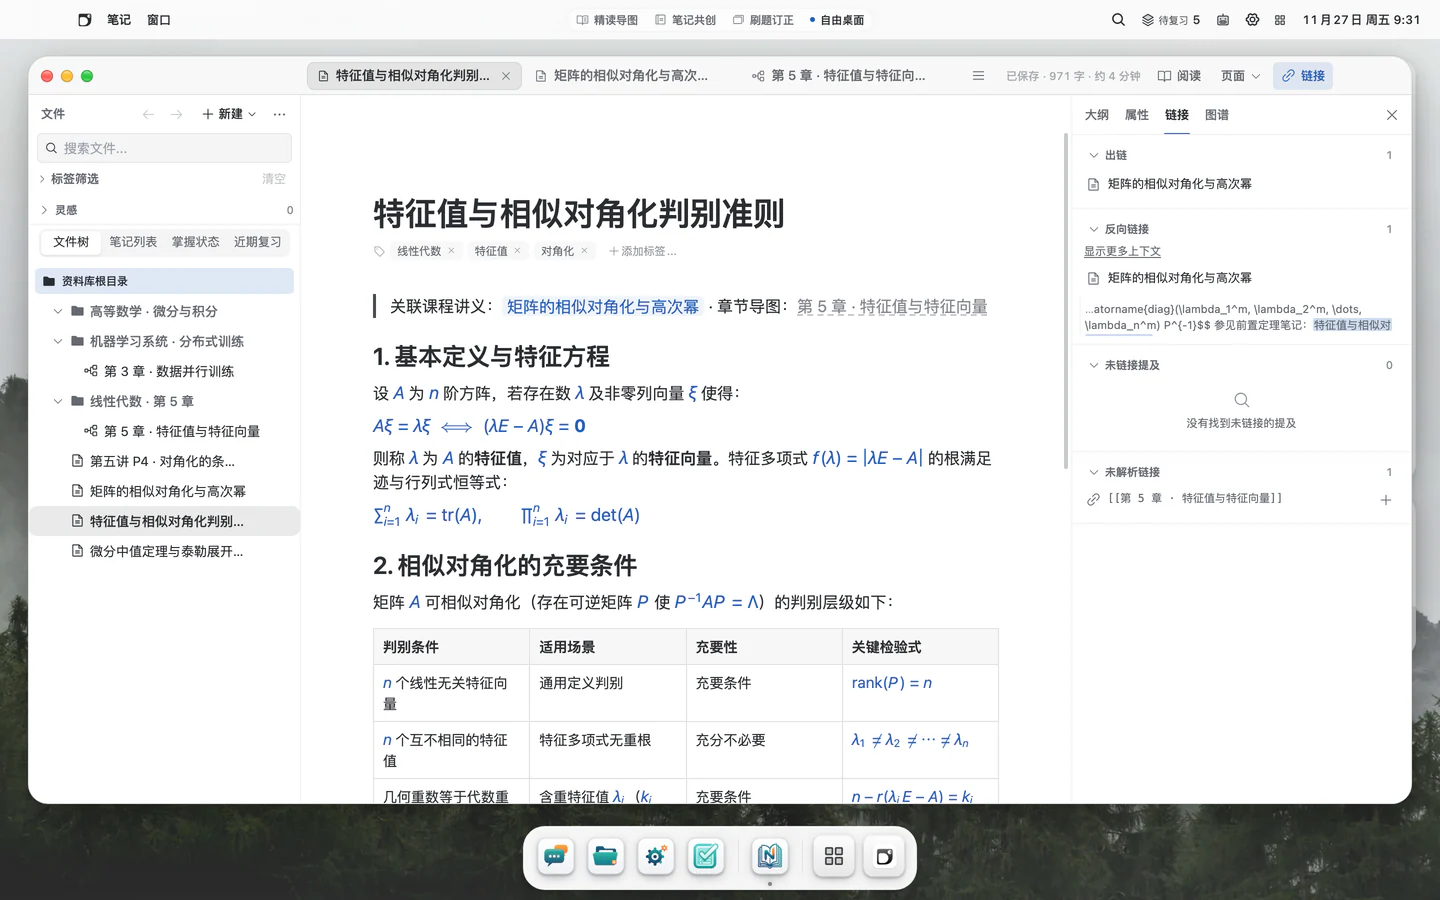 笔记 窗口
精读导图 笔记共创 刷题订正 自由桌面
待复习 5 11月27日 周五 9:31
特征值与相似对角化判别... 矩阵的相似对角化与高次... 第 5 章 · 特征值与特征向...
已保存 · 971 字 · 约 4 分钟 阅读 页面 链接
文件 新建
搜索文件...
标签筛选 清空
灵感 0
文件树 笔记列表 掌握状态 近期复习
资料库根目录
高等数学 · 微分与积分
机器学习系统 · 分布式训练
第 3 章 · 数据并行训练
线性代数 · 第 5 章
第 5 章 · 特征值与特征向量
第五讲 P4 · 对角化的条...
矩阵的相似对角化与高次幂
特征值与相似对角化判别...
微分中值定理与泰勒展开...
特征值与相似对角化判别准则
线性代数 × 特征值 × 对角化 × 添加标签...
关联课程讲义： 矩阵的相似对角化与高次幂 · 章节导图： 第 5 章 · 特征值与特征向量
1. 基本定义与特征方程
设 A 为 n 阶方阵，若存在数 λ 及非零列向量 ξ 使得：
Aξ = λξ ⟺ (λE − A)ξ = 0
则称 λ 为 A 的特征值，ξ 为对应于 λ 的特征向量。特征多项式 f(λ) = |λE − A| 的根满足
迹与行列式恒等式：
∑ⁿᵢ₌₁ λᵢ = tr(A), ∏ⁿᵢ₌₁ λᵢ = det(A)
2. 相似对角化的充要条件
矩阵 A 可相似对角化（存在可逆矩阵 P 使 P⁻¹AP = Λ）的判别层级如下：
判别条件 适用场景 充要性 关键检验式
n 个线性无关特征向量 通用定义判别 充要条件 rank(P) = n
n 个互不相同的特征值 特征多项式无重根 充分不必要 λ₁ ≠ λ₂ ≠ ⋯ ≠ λₙ
几何重数等于代数重 含重特征值 λᵢ（kᵢ 充要条件 n − r(λᵢE − A) = kᵢ
大纲 属性 链接 图谱
出链 1
矩阵的相似对角化与高次幂
反向链接 1
显示更多上下文
矩阵的相似对角化与高次幂
...atorname{diag}(\lambda_1^m, \lambda_2^m, \dots,
\lambda_n^m) P^{-1}$$ 参见前置定理笔记： 特征值与相似对
未链接提及 0
没有找到未链接的提及
未解析链接 1
[[第 5 章 · 特征值与特征向量]]